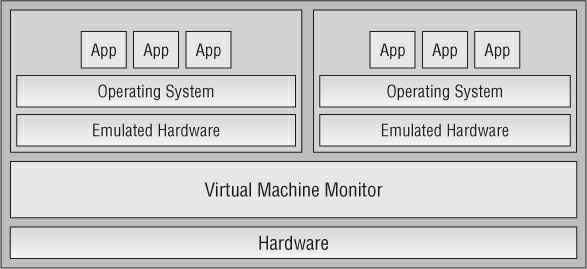 App App App App App App
Operating System Operating System
Emulated Hardware Emulated Hardware
Virtual Machine Monitor
Hardware